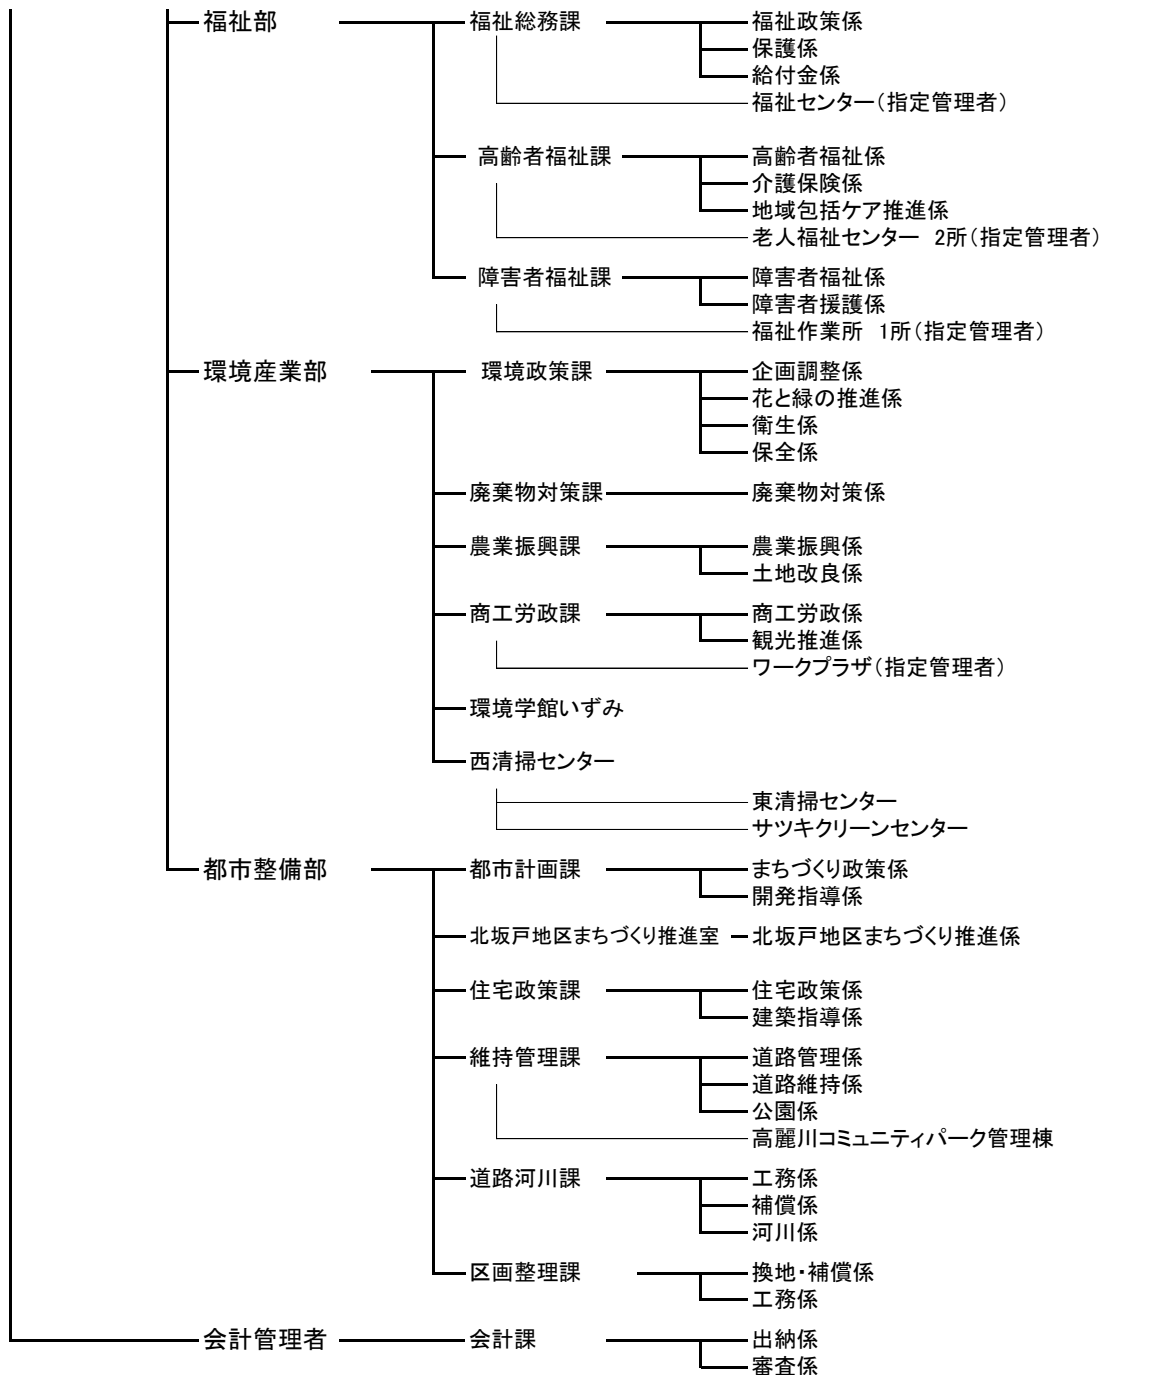 福祉部 福祉総務課 福祉政策係
保護係
給付金係
福祉センター(指定管理者)
高齢者福祉課 高齢者福祉係
介護保険係
地域包括ケア推進係
老人福祉センター 2所(指定管理者)
障害者福祉課 障害者福祉係
障害者援護係
福祉作業所 1所(指定管理者)
環境産業部 環境政策課 企画調整係
花と緑の推進係
衛生係
保全係
廃棄物対策課 廃棄物対策係
農業振興課 農業振興係
土地改良係
商工労政課 商工労政係
観光推進係
ワークプラザ(指定管理者)
環境学館いずみ
西清掃センター
東清掃センター
サツキクリーンセンター
都市整備部 都市計画課 まちづくり政策係
開発指導係
北坂戸地区まちづくり推進室 北坂戸地区まちづくり推進係
住宅政策課 住宅政策係
建築指導係
維持管理課 道路管理係
道路維持係
公園係
高麗川コミュニティパーク管理棟
道路河川課 工務係
補償係
河川係
区画整理課 換地・補償係
工務係
会計管理者 会計課 出納係
審査係